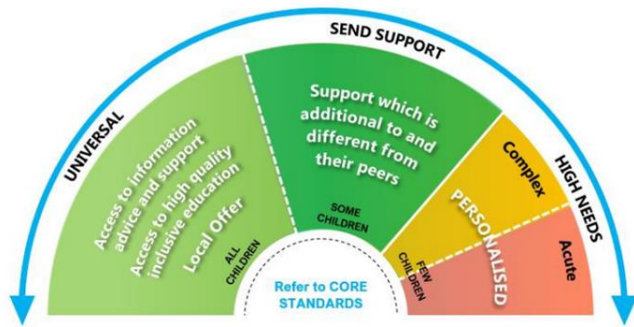 UNIVERSAL
SEND SUPPORT
HIGH NEEDS
Access to information
advice and support
Access to high quality
inclusive education
Local Offer
ALL
CHILDREN
Support which is
additional to and
different from
their peers
SOME
CHILDREN
Complex
PERSONALISED
Acute
FEW
CHILDREN
Refer to CORE
STANDARDS